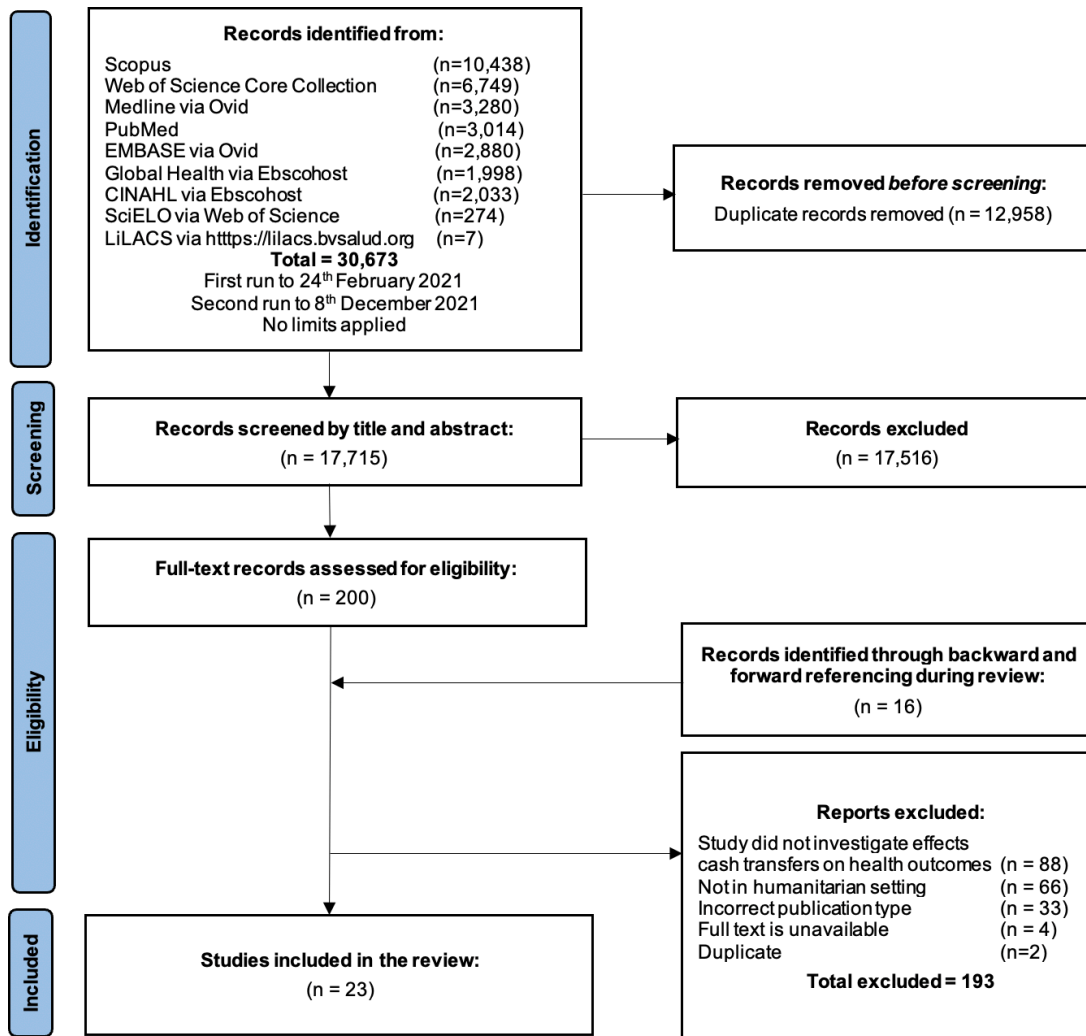 Identification
Records identified from:
Scopus (n=10,438)
Web of Science Core Collection (n=6,749)
Medline via Ovid (n=3,280)
PubMed (n=3,014)
EMBASE via Ovid (n=2,880)
Global Health via Ebscohost (n=1,998)
CINAHL via Ebscohost (n=2,033)
SciELO via Web of Science (n=274)
LiLACS via htttps://lilacs.bvsalud.org (n=7)
Total = 30,673
First run to 24th February 2021
Second run to 8th December 2021
No limits applied
Records removed before screening:
Duplicate records removed (n = 12,958)
Screening
Records screened by title and abstract:
(n = 17,715)
Records excluded
(n = 17,516)
Eligibility
Full-text records assessed for eligibility:
(n = 200)
Records identified through backward and
forward referencing during review:
(n = 16)
Reports excluded:
Study did not investigate effects
cash transfers on health outcomes (n = 88)
Not in humanitarian setting (n = 66)
Incorrect publication type (n = 33)
Full text is unavailable (n = 4)
Duplicate (n=2)
Total excluded = 193
Included
Studies included in the review:
(n = 23)